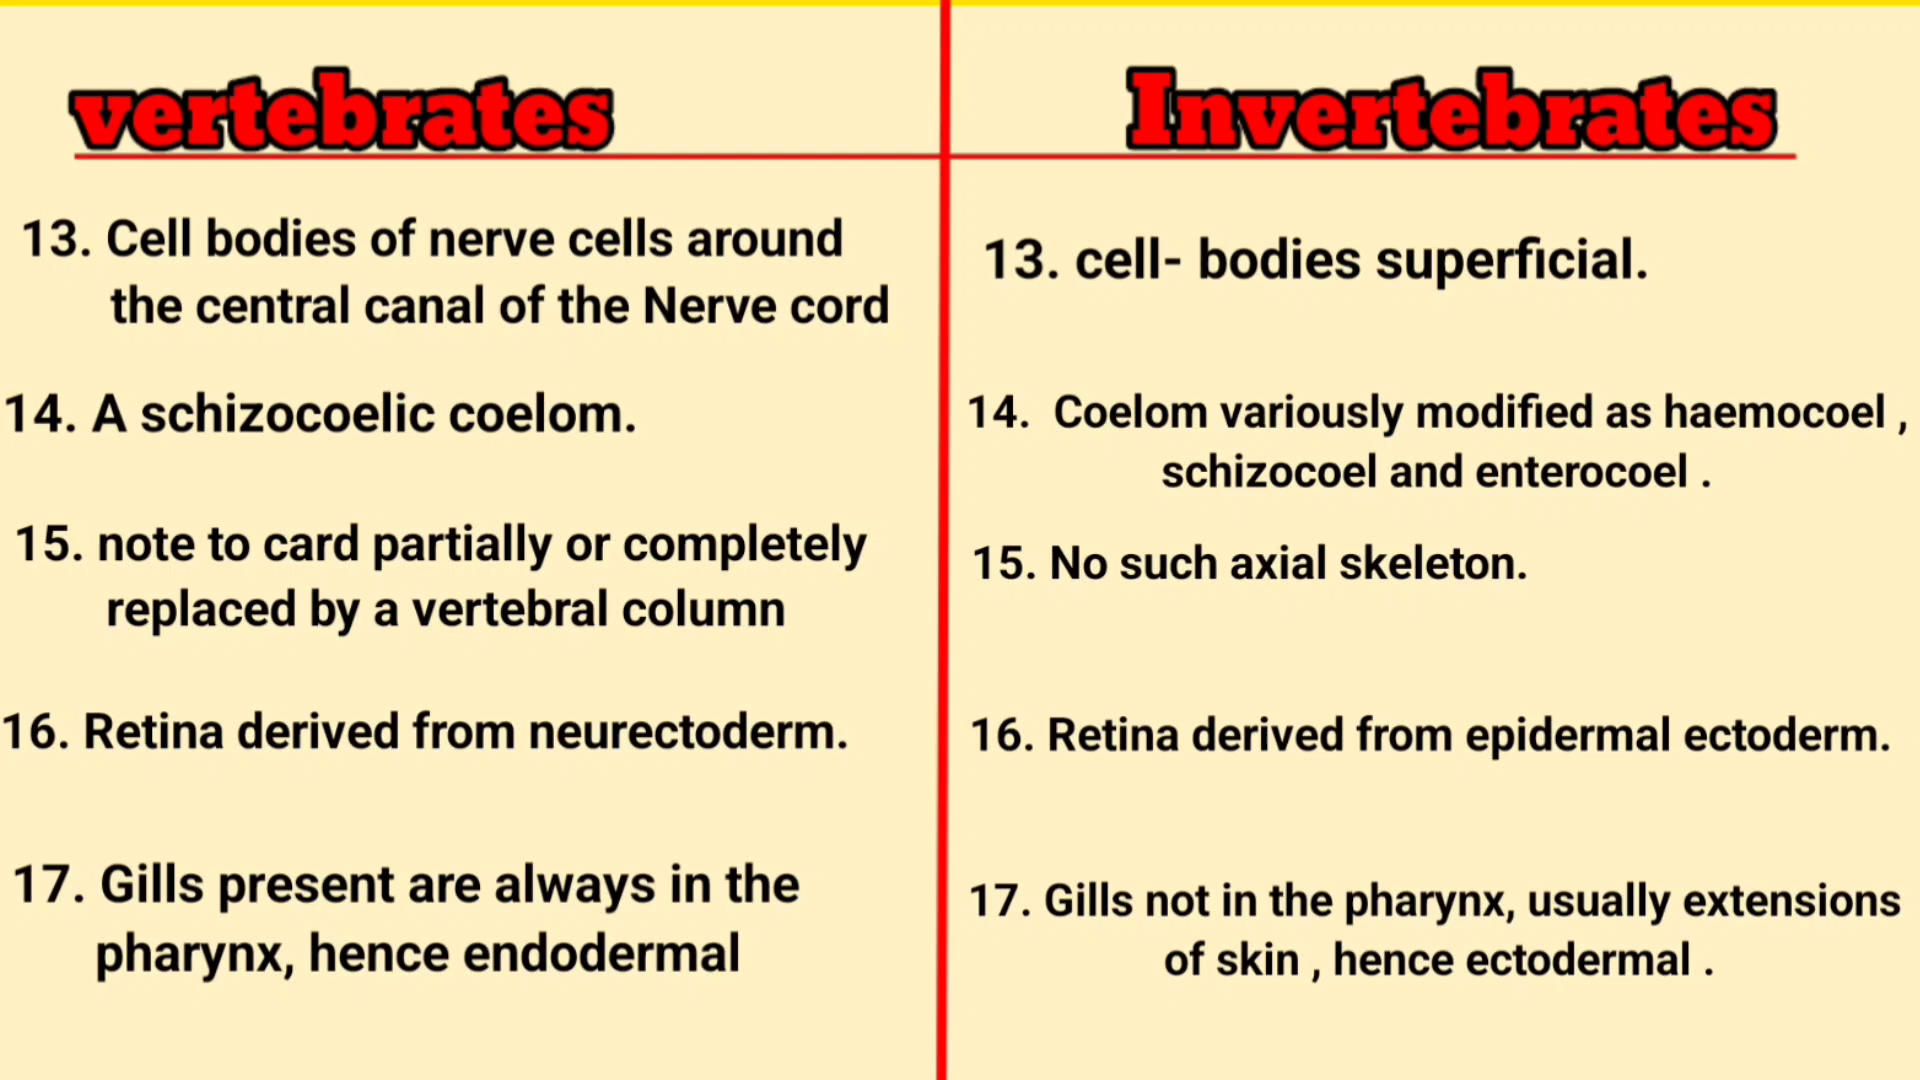 vertebrates
13. Cell bodies of nerve cells around
the central canal of the Nerve cord
14. A schizocoelic coelom.
15. note to card partially or completely
replaced by a vertebral column
16. Retina derived from neurectoderm.
17. Gills present are always in the
pharynx, hence endodermal
Invertebrates
13. cell- bodies superficial.
14. Coelom variously modified as haemocoel ,
schizocoel and enterocoel .
15. No such axial skeleton.
16. Retina derived from epidermal ectoderm.
17. Gills not in the pharynx, usually extensions
of skin , hence ectodermal .